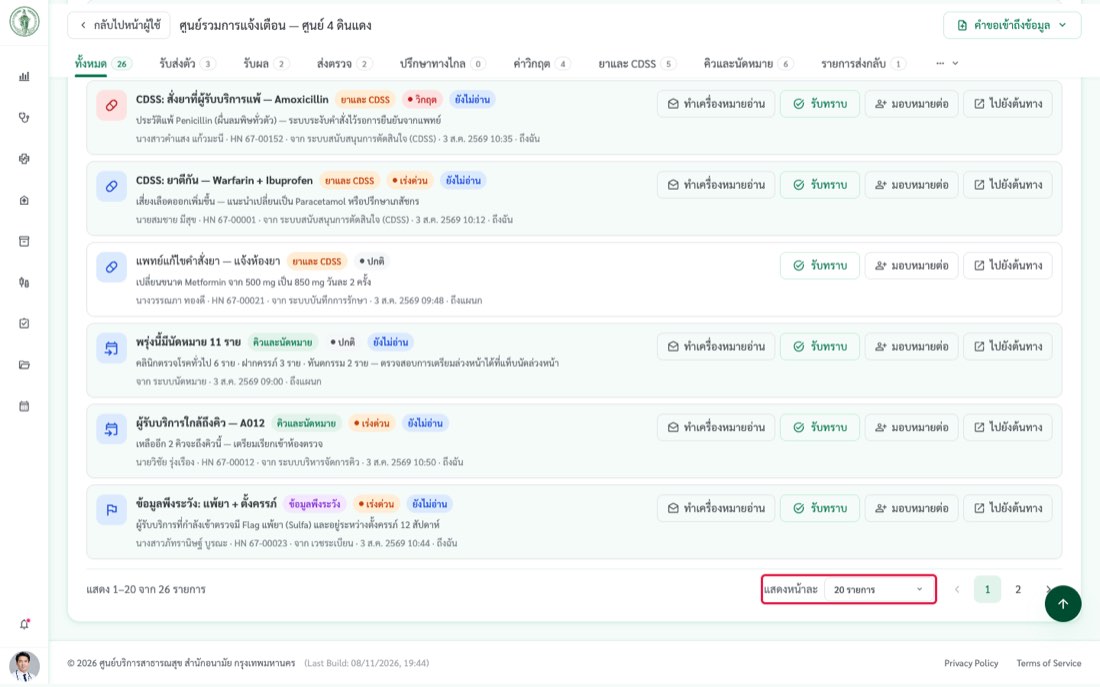 กลับไปหน้าผู้ใช้ ศูนย์รวมการแจ้งเตือน — ศูนย์ 4 ดินแดง คำขอเข้าถึงข้อมูล
ทั้งหมด 26 รับส่งตัว 3 รับผล 2 ส่งตรวจ 2 ปรึกษาทางไกล 0 ค่าวิกฤต 4 ยาและ CDSS 5 คิวและนัดหมาย 6 รายการส่งกลับ 1 ...
CDSS: สั่งยาที่ผู้รับบริการแพ้ — Amoxicillin ยาและ CDSS วิกฤต ยังไม่อ่าน ทำเครื่องหมายอ่าน รับทราบ มอบหมายต่อ ไปยังต้นทาง
ประวัติแพ้ Penicillin (ผื่นลมพิษทั่วตัว) — ระบบระงับคำสั่งไว้รอการยืนยันจากแพทย์
นางสาวคำแสง แก้วมะนี · HN 67-00152 · จาก ระบบสนับสนุนการตัดสินใจ (CDSS) · 3 ส.ค. 2569 10:35 · ถึงฉัน
CDSS: ยาตีกัน — Warfarin + Ibuprofen ยาและ CDSS เร่งด่วน ยังไม่อ่าน ทำเครื่องหมายอ่าน รับทราบ มอบหมายต่อ ไปยังต้นทาง
เสี่ยงเลือดออกเพิ่มขึ้น — แนะนำเปลี่ยนเป็น Paracetamol หรือปรึกษาเภสัชกร
นายสมชาย มีสุข · HN 67-00001 · จาก ระบบสนับสนุนการตัดสินใจ (CDSS) · 3 ส.ค. 2569 10:12 · ถึงฉัน
แพทย์แก้ไขคำสั่งยา — แจ้งห้องยา ยาและ CDSS ปกติ รับทราบ มอบหมายต่อ ไปยังต้นทาง
เปลี่ยนขนาด Metformin จาก 500 mg เป็น 850 mg วันละ 2 ครั้ง
นางวรรณภา ทองดี · HN 67-00021 · จาก ระบบบันทึกการรักษา · 3 ส.ค. 2569 09:48 · ถึงแผนก
พรุ่งนี้มีนัดหมาย 11 ราย คิวและนัดหมาย ปกติ ยังไม่อ่าน ทำเครื่องหมายอ่าน รับทราบ มอบหมายต่อ ไปยังต้นทาง
คลินิกตรวจโรคทั่วไป 6 ราย · ฝากครรภ์ 3 ราย · ทันตกรรม 2 ราย — ตรวจสอบการเตรียมล่วงหน้าได้ที่แท็บนัดล่วงหน้า
จาก ระบบนัดหมาย · 3 ส.ค. 2569 09:00 · ถึงแผนก
ผู้รับบริการใกล้ถึงคิว — A012 คิวและนัดหมาย เร่งด่วน ยังไม่อ่าน ทำเครื่องหมายอ่าน รับทราบ มอบหมายต่อ ไปยังต้นทาง
เหลืออีก 2 คิวจะถึงคิวนี้ — เตรียมเรียกเข้าห้องตรวจ
นายวิชัย รุ่งเรือง · HN 67-00012 · จาก ระบบบริหารจัดการคิว · 3 ส.ค. 2569 10:50 · ถึงฉัน
ข้อมูลพึงระวัง: แพ้ยา + ตั้งครรภ์ ข้อมูลพึงระวัง เร่งด่วน ยังไม่อ่าน ทำเครื่องหมายอ่าน รับทราบ มอบหมายต่อ ไปยังต้นทาง
ผู้รับบริการที่กำลังเข้าตรวจมี Flag แพ้ยา (Sulfa) และอยู่ระหว่างตั้งครรภ์ 12 สัปดาห์
นางสาวภัทรานิษฐ์ บูรณะ · HN 67-00023 · จาก เวชระเบียน · 3 ส.ค. 2569 10:44 · ถึงฉัน
แสดง 1–20 จาก 26 รายการ แสดงหน้าละ 20 รายการ 1 2
© 2026 ศูนย์บริการสาธารณสุข สำนักอนามัย กรุงเทพมหานคร (Last Build: 08/11/2026, 19:44) Privacy Policy Terms of Service